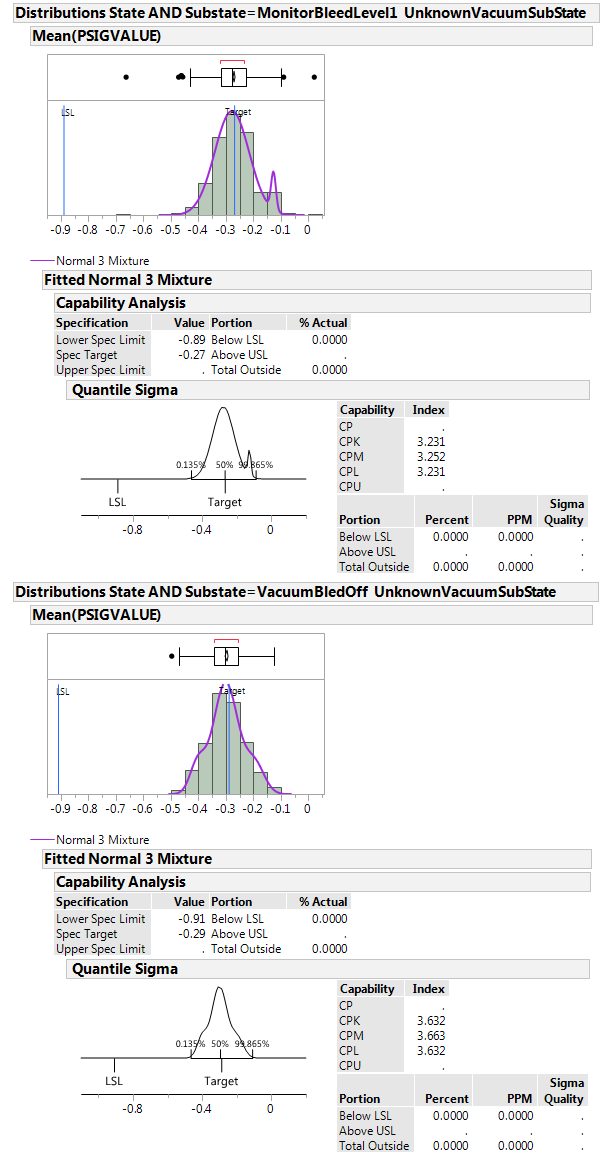 Distributions State AND Substate=MonitorBleedLevel1 UnknownVacuumSubState
Mean(PSIGVALUE)
LSL Target
-0.9 -0.8 -0.7 -0.6 -0.5 -0.4 -0.3 -0.2 -0.1 0
Normal 3 Mixture
Fitted Normal 3 Mixture
Capability Analysis
Specification Value Portion % Actual
Lower Spec Limit -0.89 Below LSL 0.0000
Spec Target -0.27 Above USL .
Upper Spec Limit . Total Outside 0.0000
Quantile Sigma
0.135% 50% 99.865%
LSL Target
-0.8 -0.4 0
Capability Index
CP .
CPK 3.231
CPM 3.252
CPL 3.231
CPU .
Sigma
Portion Percent PPM Quality
Below LSL 0.0000 0.0000 .
Above USL . . .
Total Outside 0.0000 0.0000 .
Distributions State AND Substate=VacuumBledOff UnknownVacuumSubState
Mean(PSIGVALUE)
LSL Target
-0.9 -0.8 -0.7 -0.6 -0.5 -0.4 -0.3 -0.2 -0.1 0
Normal 3 Mixture
Fitted Normal 3 Mixture
Capability Analysis
Specification Value Portion % Actual
Lower Spec Limit -0.91 Below LSL 0.0000
Spec Target -0.29 Above USL .
Upper Spec Limit . Total Outside 0.0000
Quantile Sigma
0.135% 50% 99.865%
LSL Target
-0.8 -0.4 0
Capability Index
CP .
CPK 3.632
CPM 3.663
CPL 3.632
CPU .
Sigma
Portion Percent PPM Quality
Below LSL 0.0000 0.0000 .
Above USL . . .
Total Outside 0.0000 0.0000 .